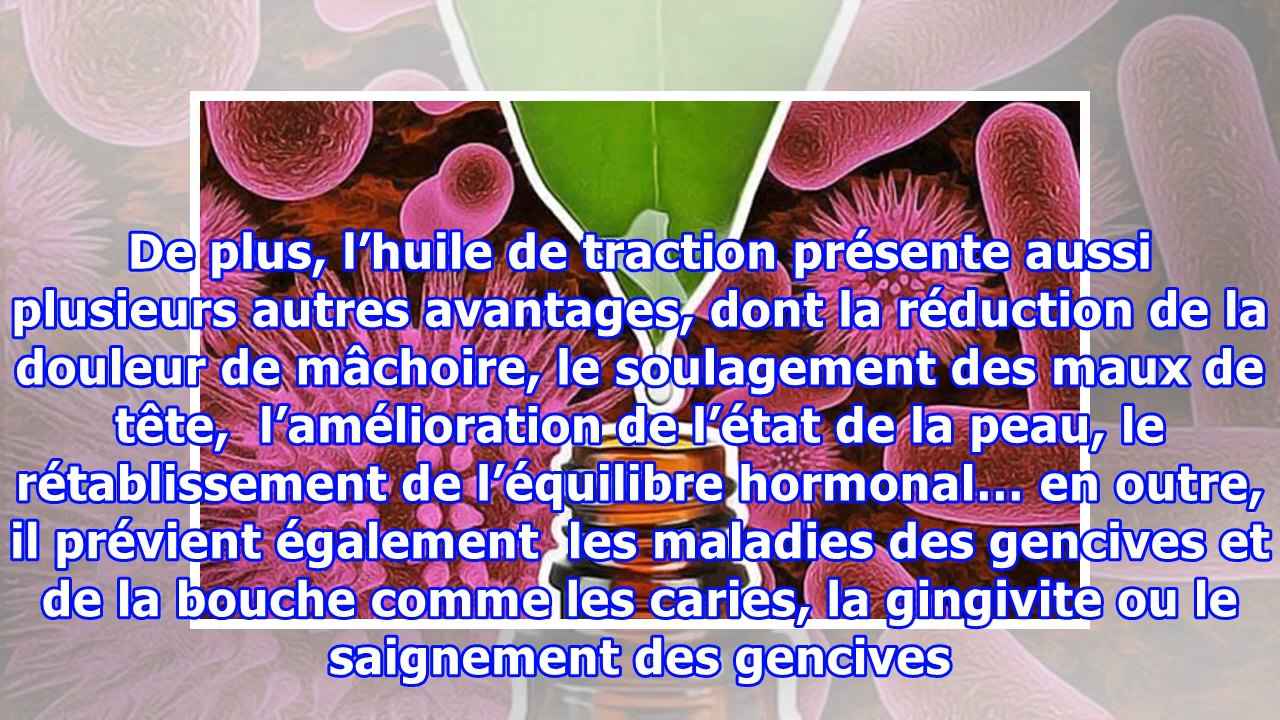 De plus, l’huile de traction présente aussi
plusieurs autres avantages, dont la réduction de la
douleur de mâchoire, le soulagement des maux de
tête,  l’amélioration de l’état de la peau, le
rétablissement de l’équilibre hormonal... en outre,
il prévient également  les maladies des gencives et
de la bouche comme les caries, la gingivite ou le
saignement des gencives